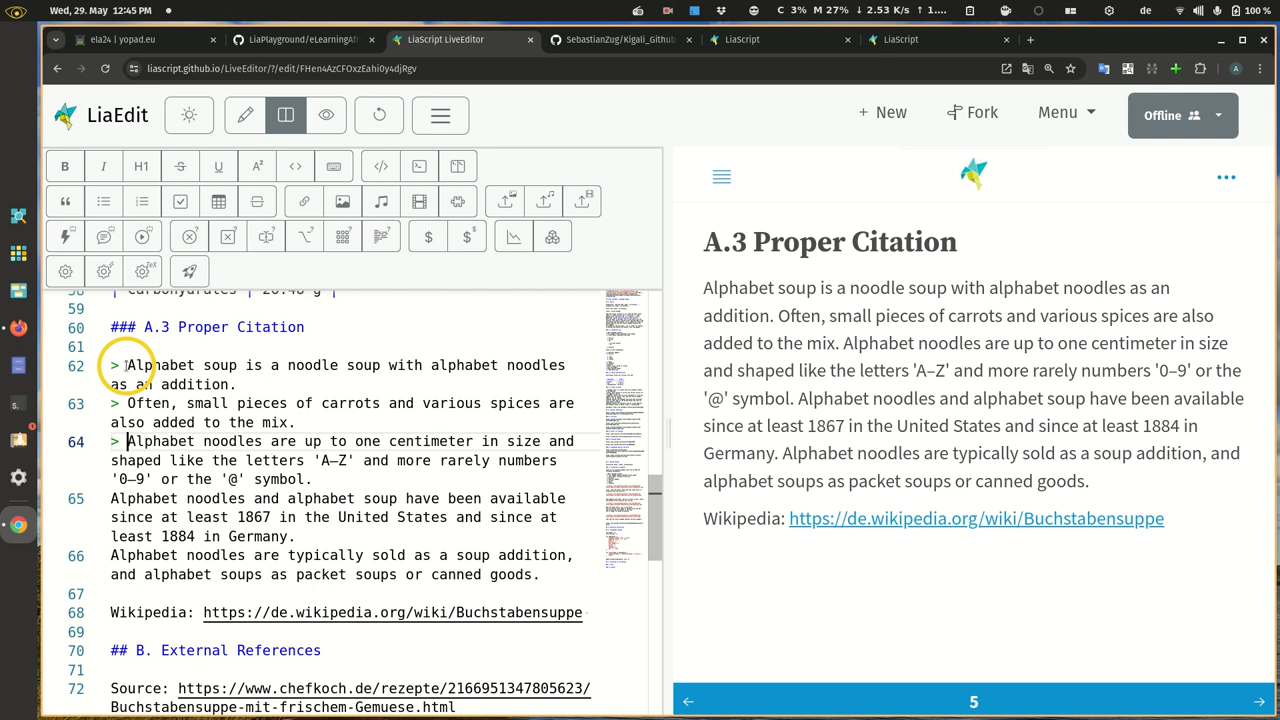 Wed, 29. May 12:45 PM
C 3% M 27% ↓ 2.53 K/s ↑ 1.15 K/s
100 %
ela24 | yopad.eu
LiaPlayground/eLearningAfr
LiaScript LiveEditor
SebastianZug/Kigali_Github
LiaScript
LiaScript
liascript.github.io/LiveEditor/?/edit/FHen4AzCFOxzEahi0y4djRgv
LiaEdit
+ New
Fork
Menu
Offline
B I H1 S U A²
$ $
A.3 Proper Citation
Alphabet soup is a noodle soup with alphabet noodles as an
addition. Often, small pieces of carrots and various spices are also
added to the mix. Alphabet noodles are up to one centimeter in size
and shaped like the letters 'A–Z' and more rarely numbers '0–9' or the
'@' symbol. Alphabet noodles and alphabet soup have been available
since at least 1867 in the United States and since at least 1884 in
Germany. Alphabet noodles are typically sold as a soup addition, and
alphabet soups as packet soups or canned goods.
Wikipedia: https://de.wikipedia.org/wiki/Buchstabensuppe
5
59
60 ### A.3 Proper Citation
61
Alphabet soup is a noodle soup with alphabet noodles
as an addition.
63 Often, small pieces of carrots and various spices are
also added to the mix.
64 Alphabet noodles are up to one centimeter in size and
shaped like the letters 'A–Z' and more rarely numbers
'0–9' or the '@' symbol.
65 Alphabet noodles and alphabet soup have been available
since at least 1867 in the United States and since at
least 1884 in Germany.
66 Alphabet noodles are typically sold as a soup addition,
and alphabet soups as packet soups or canned goods.
67
68 Wikipedia: https://de.wikipedia.org/wiki/Buchstabensuppe
69
70 ## B. External References
71
72 Source: https://www.chefkoch.de/rezepte/2166951347805623/
Buchstabensuppe-mit-frischem-Gemuese.html